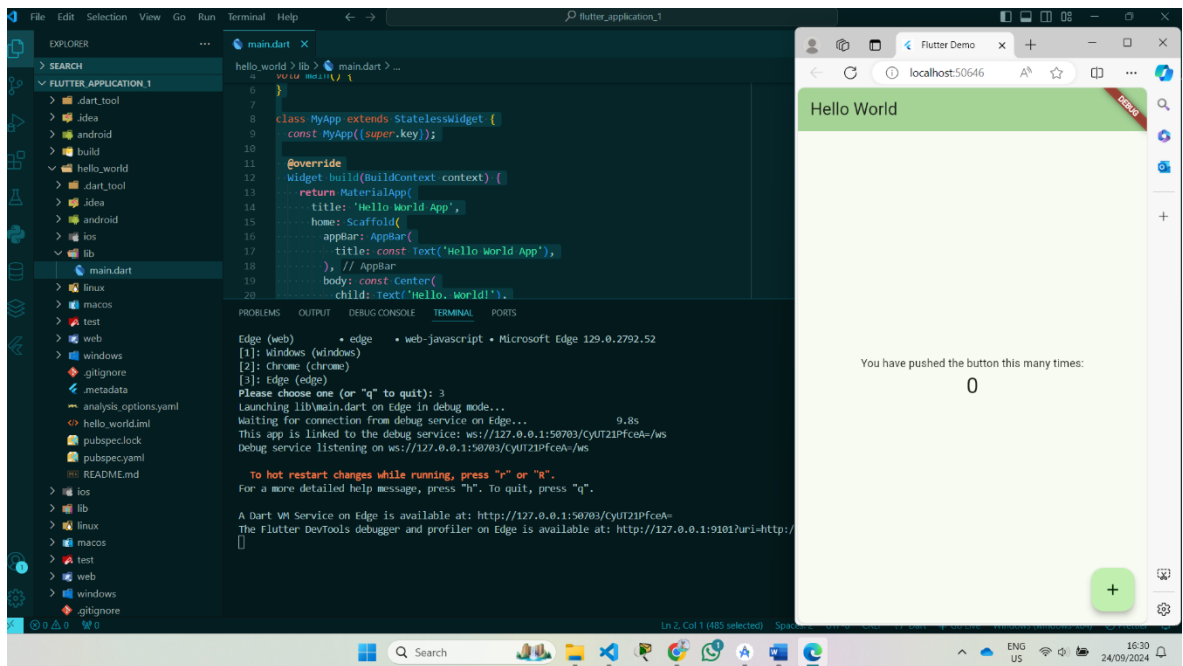 File Edit Selection View Go Run Terminal Help
flutter_application_1
EXPLORER
SEARCH
FLUTTER_APPLICATION_1
.dart_tool
.idea
android
build
hello_world
.dart_tool
.idea
android
ios
lib
main.dart
linux
macos
test
web
windows
.gitignore
.metadata
analysis_options.yaml
hello_world.iml
pubspec.lock
pubspec.yaml
README.md
ios
lib
linux
macos
test
web
windows
.gitignore
main.dart
hello_world > lib > main.dart > ...
4 void main() {
6 }
7
8 class MyApp extends StatelessWidget {
9 const MyApp({super.key});
10
11 @override
12 Widget build(BuildContext context) {
13 return MaterialApp(
14 title: 'Hello World App',
15 home: Scaffold(
16 appBar: AppBar(
17 title: const Text('Hello World App'),
18 ), // AppBar
19 body: const Center(
20 child: Text('Hello, World!'),
PROBLEMS OUTPUT DEBUG CONSOLE TERMINAL PORTS
Edge (web) • edge • web-javascript • Microsoft Edge 129.0.2792.52
[1]: Windows (windows)
[2]: Chrome (chrome)
[3]: Edge (edge)
Please choose one (or "q" to quit): 3
Launching lib\main.dart on Edge in debug mode...
Waiting for connection from debug service on Edge... 9.8s
This app is linked to the debug service: ws://127.0.0.1:50703/CyUT21PfceA=/ws
Debug service listening on ws://127.0.0.1:50703/CyUT21PfceA=/ws
To hot restart changes while running, press "r" or "R".
For a more detailed help message, press "h". To quit, press "q".
A Dart VM Service on Edge is available at: http://127.0.0.1:50703/CyUT21PfceA=
The Flutter DevTools debugger and profiler on Edge is available at: http://127.0.0.1:9101?uri=http:/
0 0 0
Ln 2, Col 1 (485 selected)
Flutter Demo
localhost:50646
Hello World
DEBUG
You have pushed the button this many times:
0
+
Search
ENG
US
16:30
24/09/2024